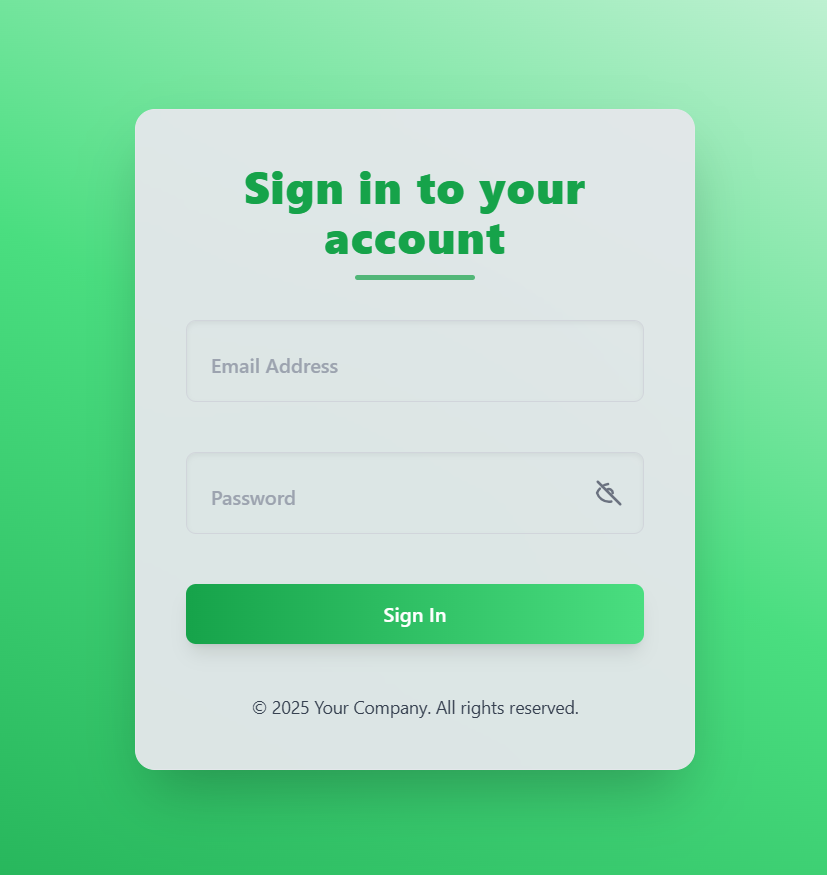 Sign in to your
account
Email Address
Password
Sign In
© 2025 Your Company. All rights reserved.